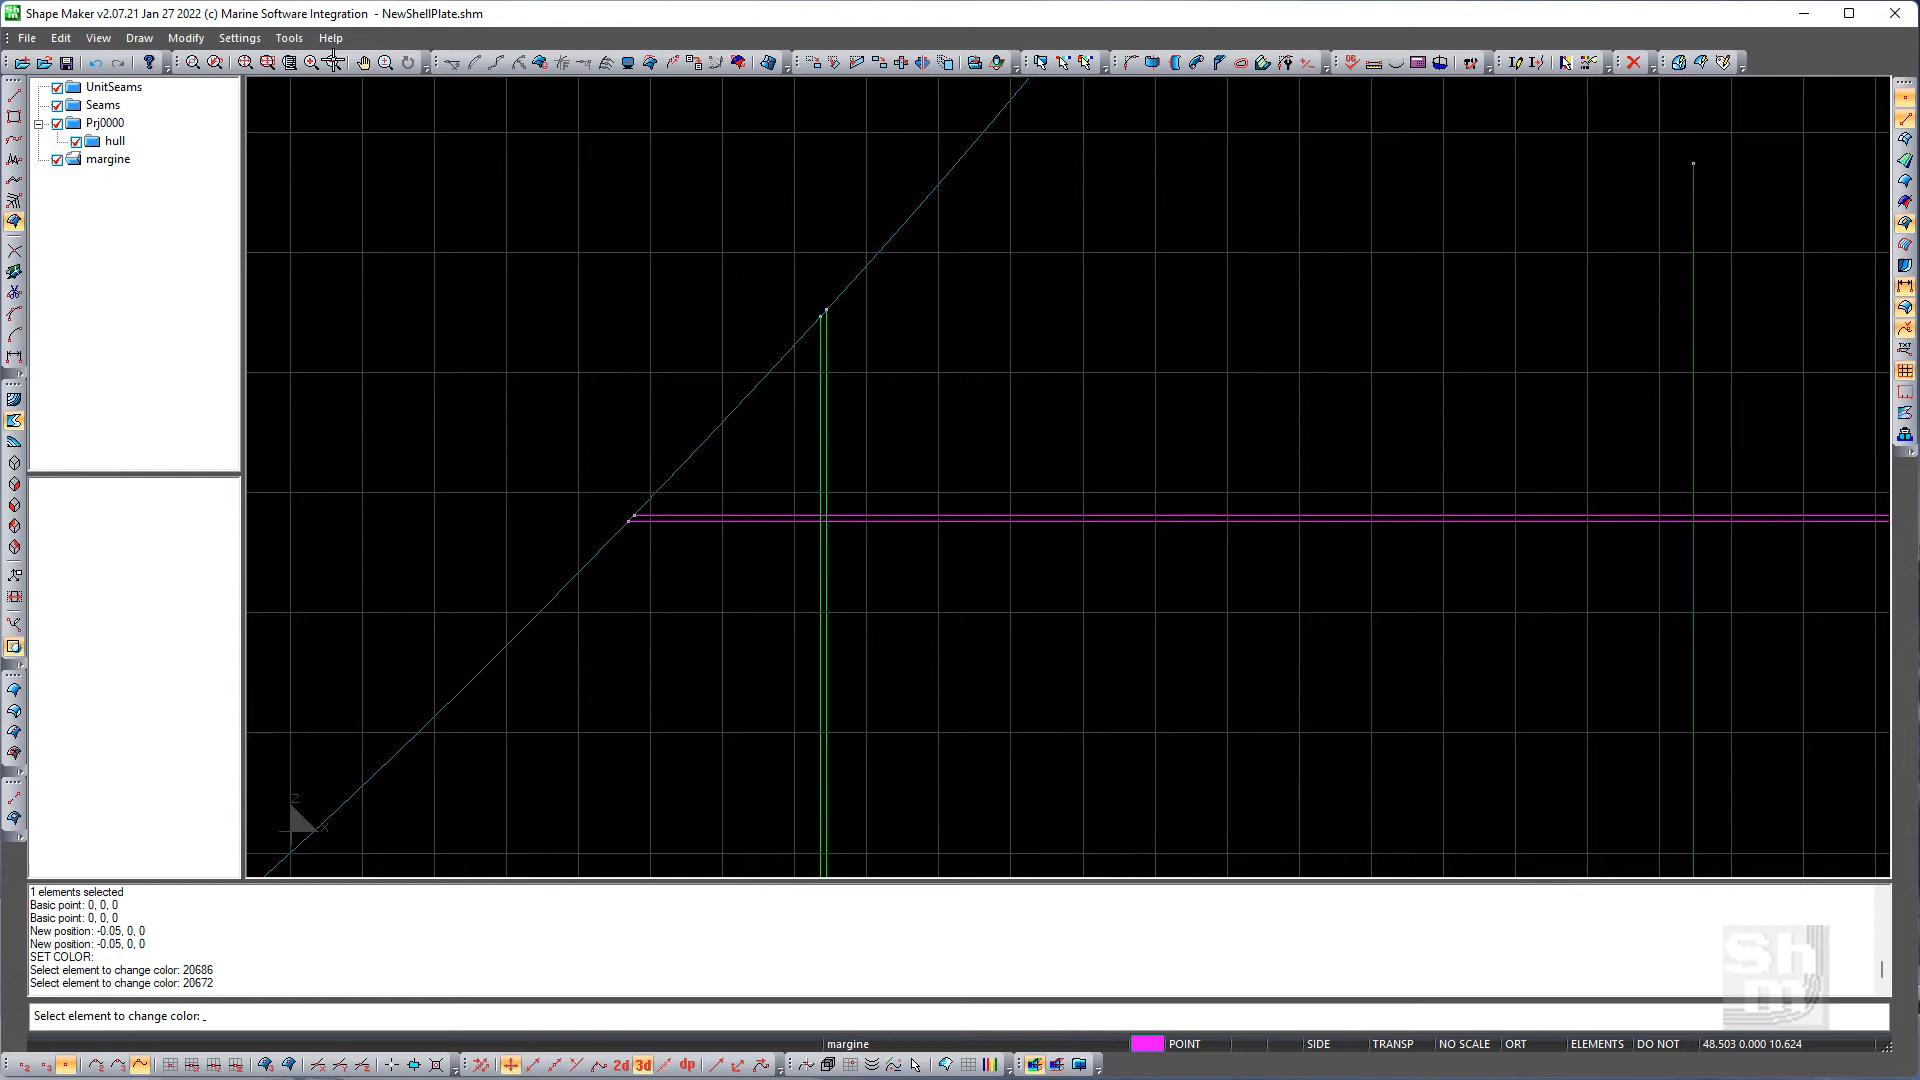 Shape Maker v2.07.21 Jan 27 2022 (c) Marine Software Integration - NewShellPlate.shm
File Edit View Draw Modify Settings Tools Help
UnitSeams
Seams
Prj0000
hull
margine
Z
X
1 elements selected
Basic point: 0, 0, 0
Basic point: 0, 0, 0
New position: -0.05, 0, 0
New position: -0.05, 0, 0
SET COLOR:
Select element to change color: 20686
Select element to change color: 20672
Select element to change color: _
margine POINT SIDE TRANSP NO SCALE ORT ELEMENTS DO NOT 48.503 0.000 10.624
2d 3d dp